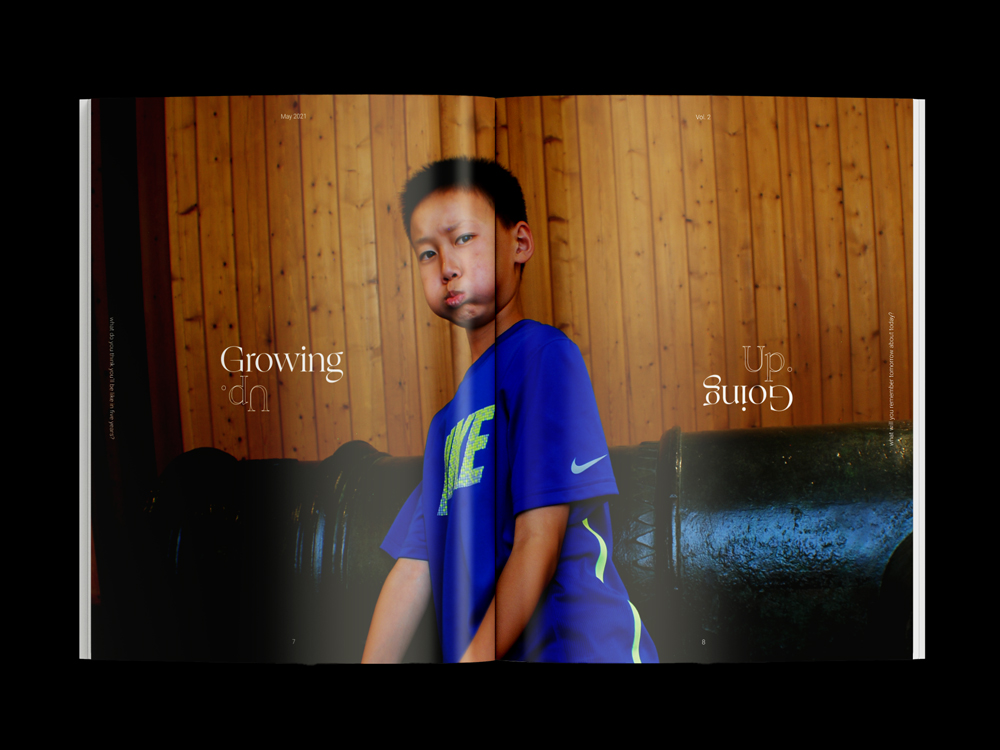 May 2021
Vol. 2
what do you think you'll be like in five years?
Growing
Up.
NIKE
Up.
Going
what will you remember tomorrow about today?
7
8